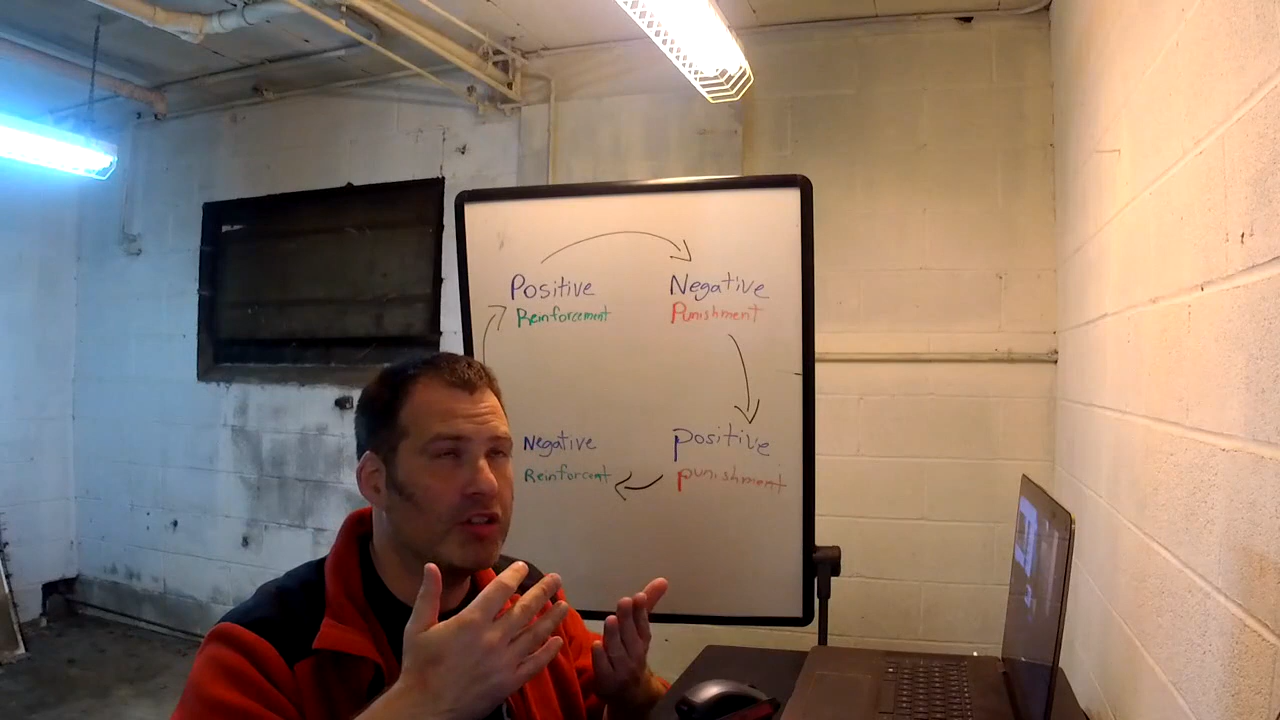 Positive
Reinforcement
Negative
Punishment
Negative
Reinforcent
positive
punishment